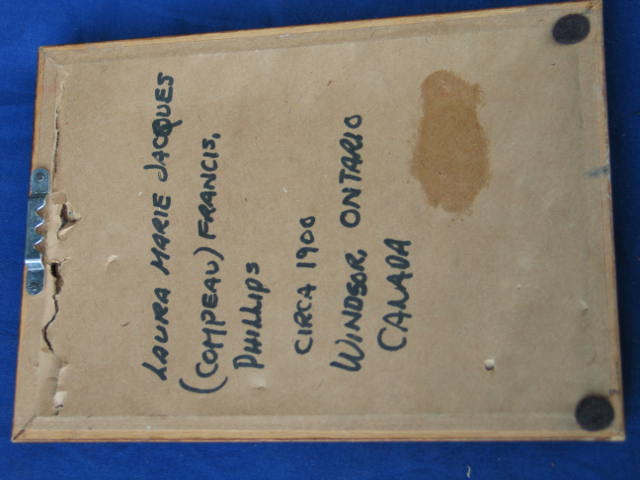 LAURA MARIE JACQUES
(COMPEAU) FRANCIS,
PHILLIPS
CIRCA 1900
WINDSOR, ONTARIO
CANADA